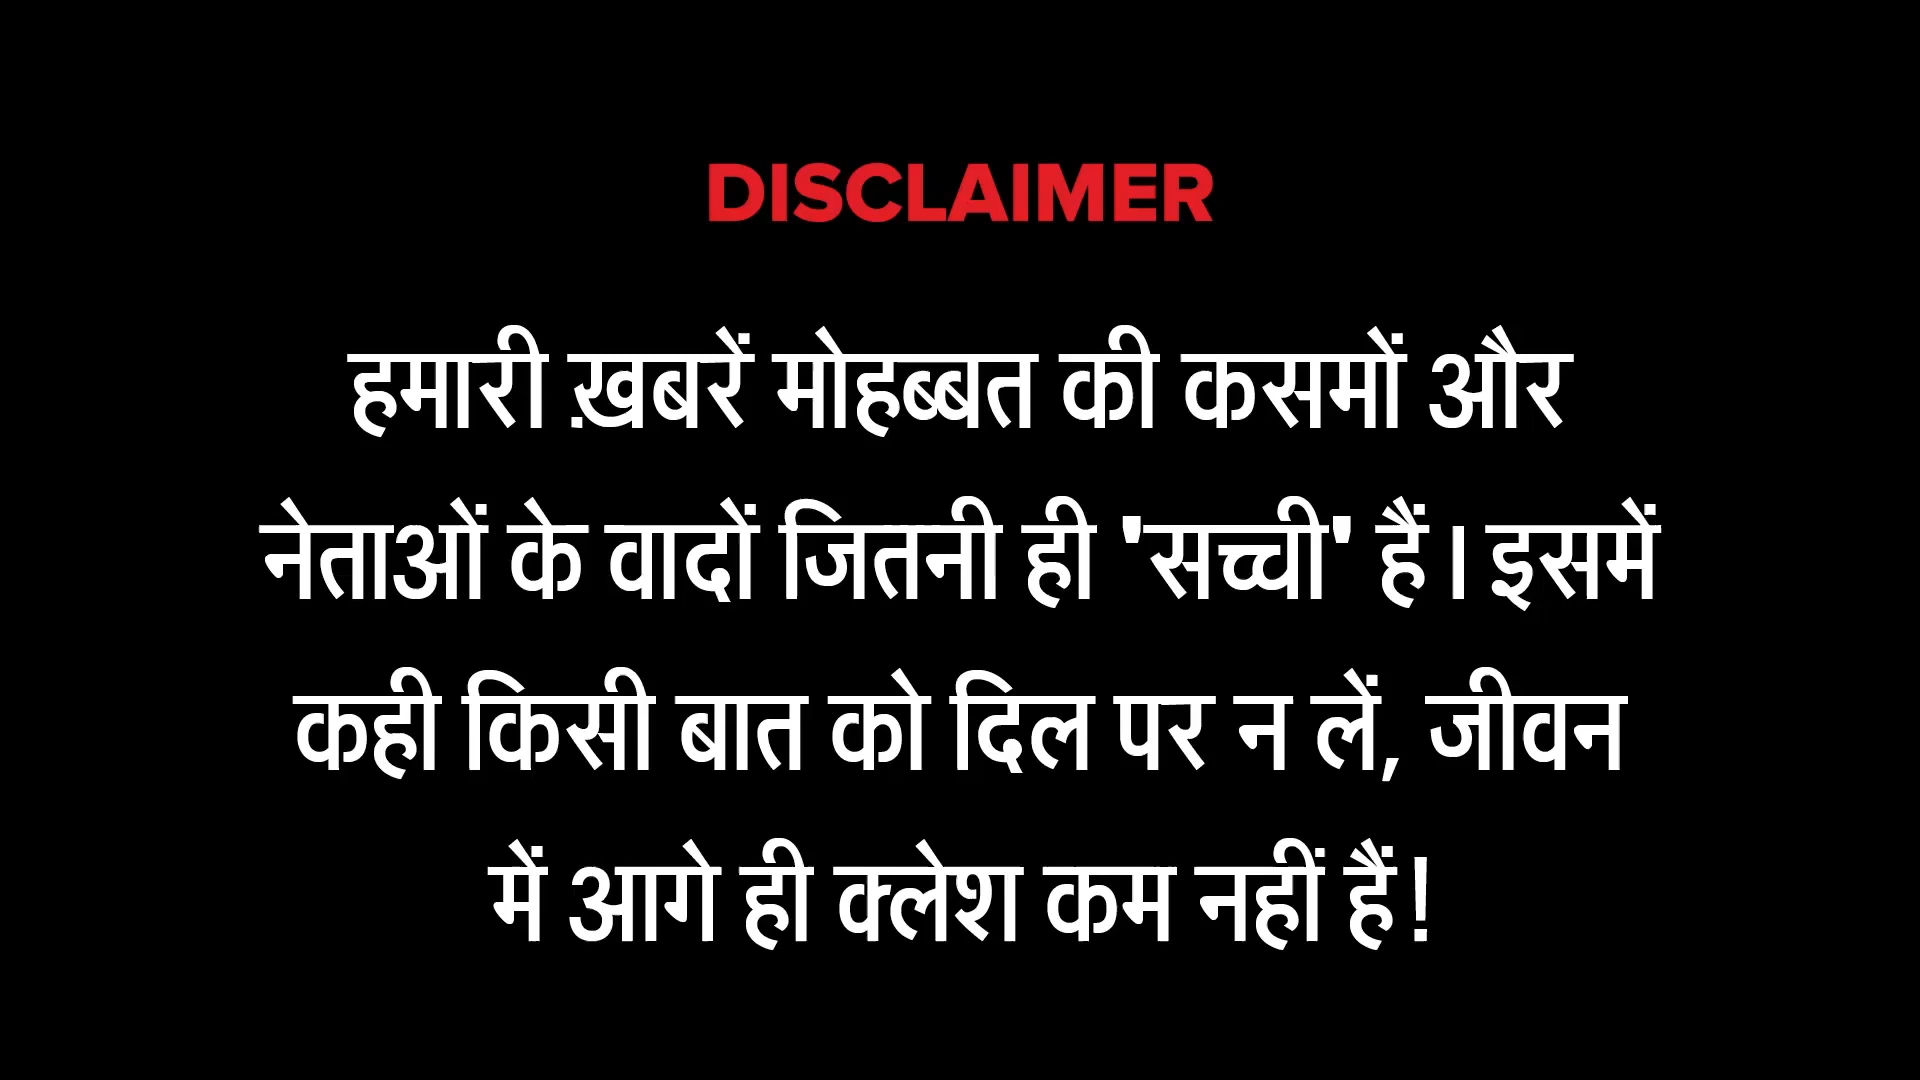 DISCLAIMER
हमारी ख़बरें मोहब्बत की कसमों और
नेताओं के वादों जितनी ही 'सच्ची' हैं। इसमें
कही किसी बात को दिल पर न लें, जीवन
में आगे ही क्लेश कम नहीं हैं!